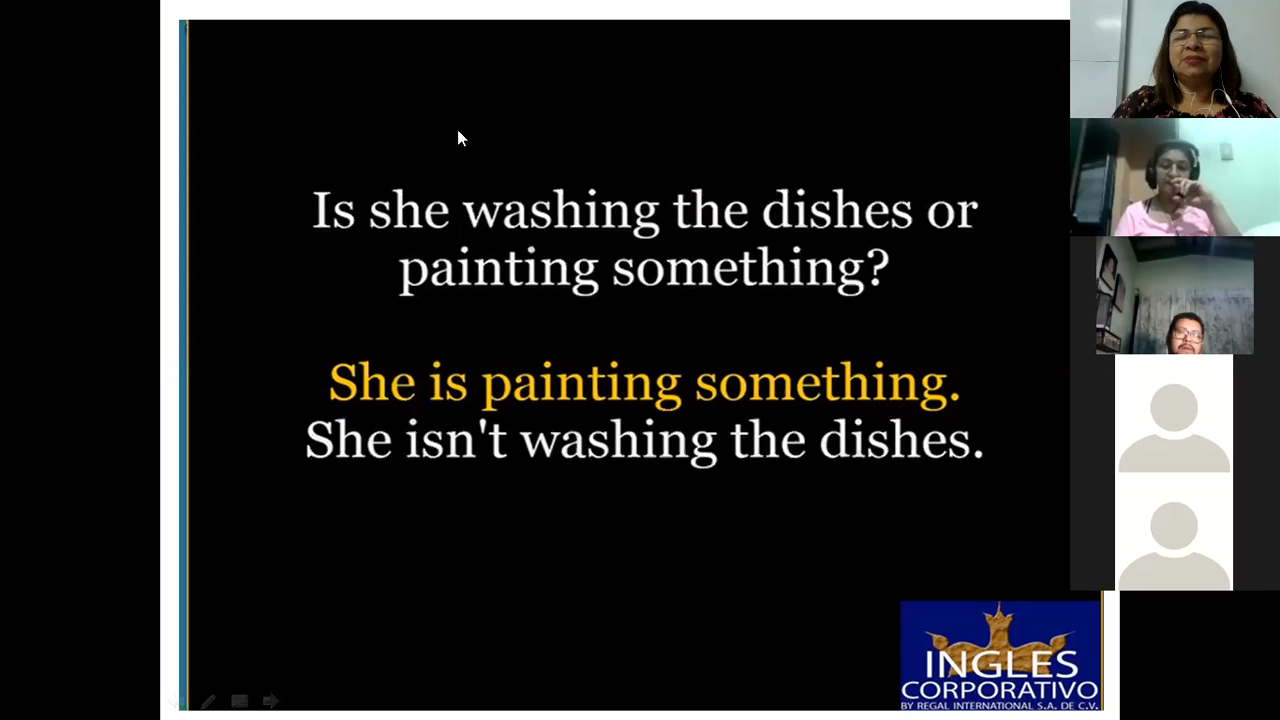 Is she washing the dishes or
painting something?
She is painting something.
She isn't washing the dishes.
INGLES
CORPORATIVO
BY REGAL INTERNATIONAL S.A. DE C.V.